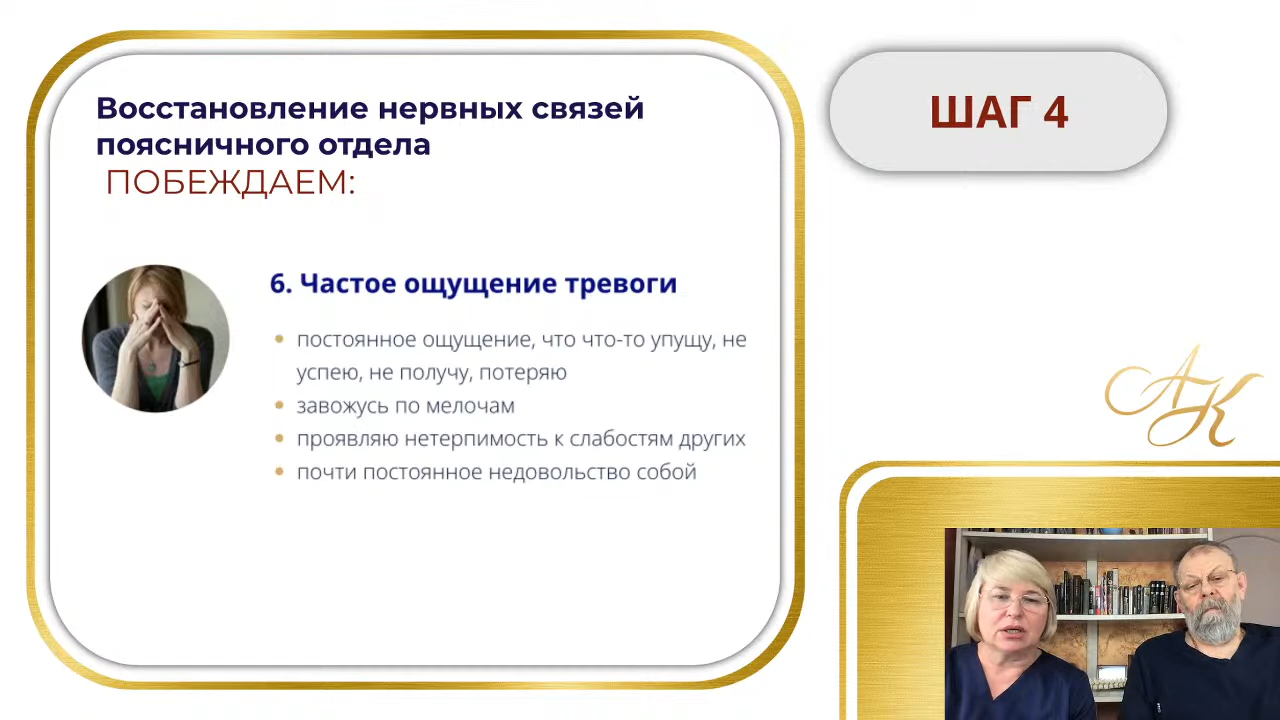 Восстановление нервных связей
поясничного отдела
ПОБЕЖДАЕМ:
ШАГ 4
6. Частое ощущение тревоги
постоянное ощущение, что что-то упущу, не
успею, не получу, потеряю
завожусь по мелочам
проявляю нетерпимость к слабостям других
почти постоянное недовольство собой
АК